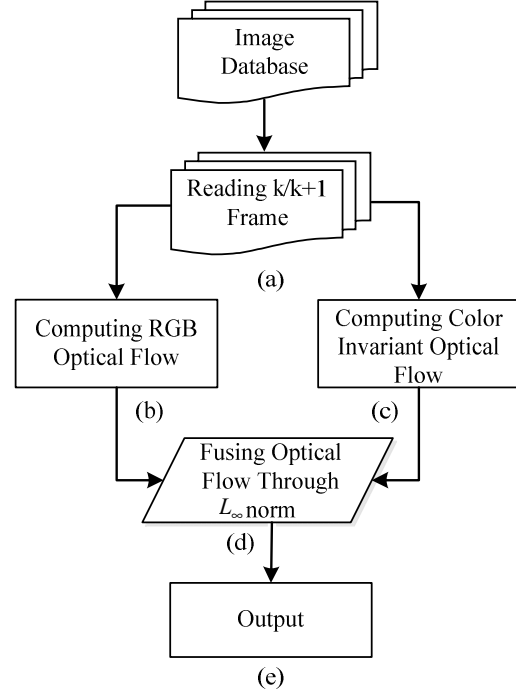 Image
Database
Reading k/k+1
Frame
(a)
Computing RGB
Optical Flow
(b)
Computing Color
Invariant Optical
Flow
(c)
Fusing Optical
Flow Through
L∞ norm
(d)
Output
(e)